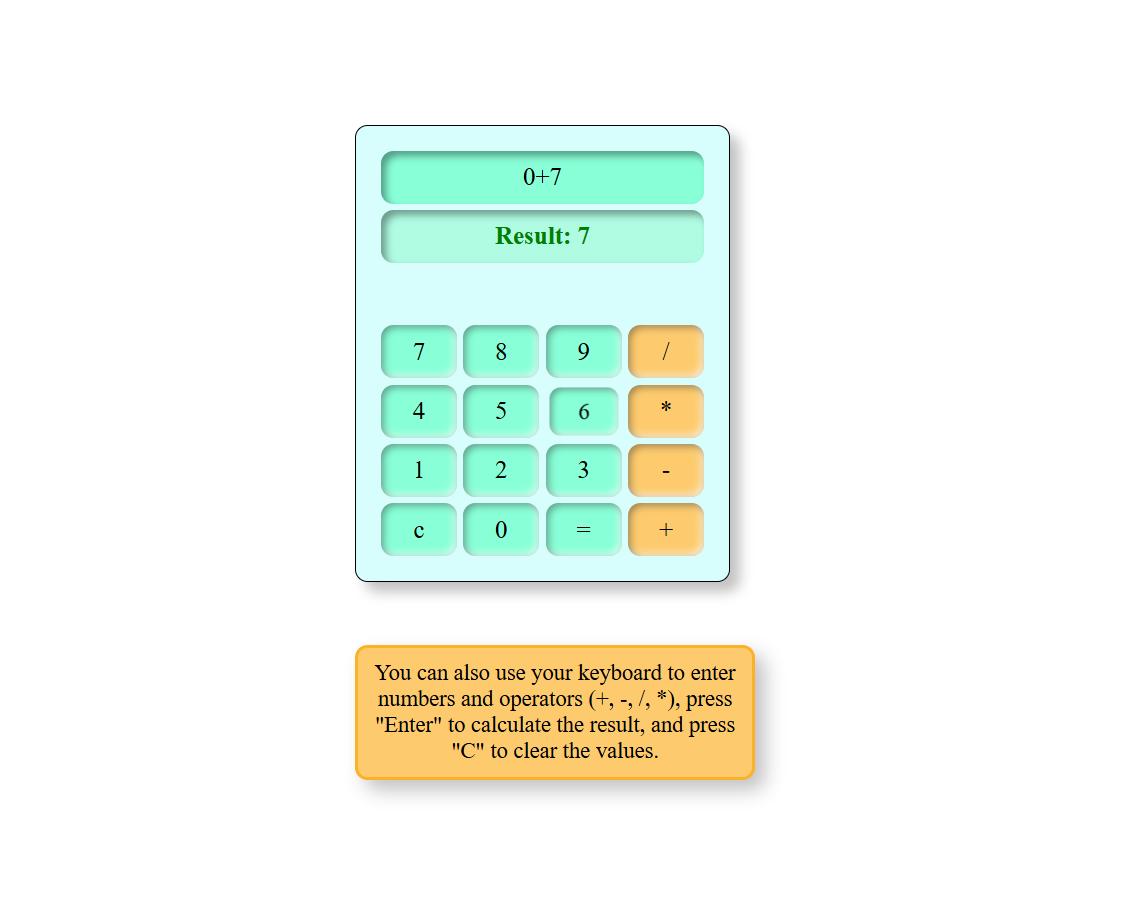 0+7
Result: 7
7 8 9 /
4 5 6 *
1 2 3 -
c 0 = +
You can also use your keyboard to enter
numbers and operators (+, -, /, *), press
"Enter" to calculate the result, and press
"C" to clear the values.